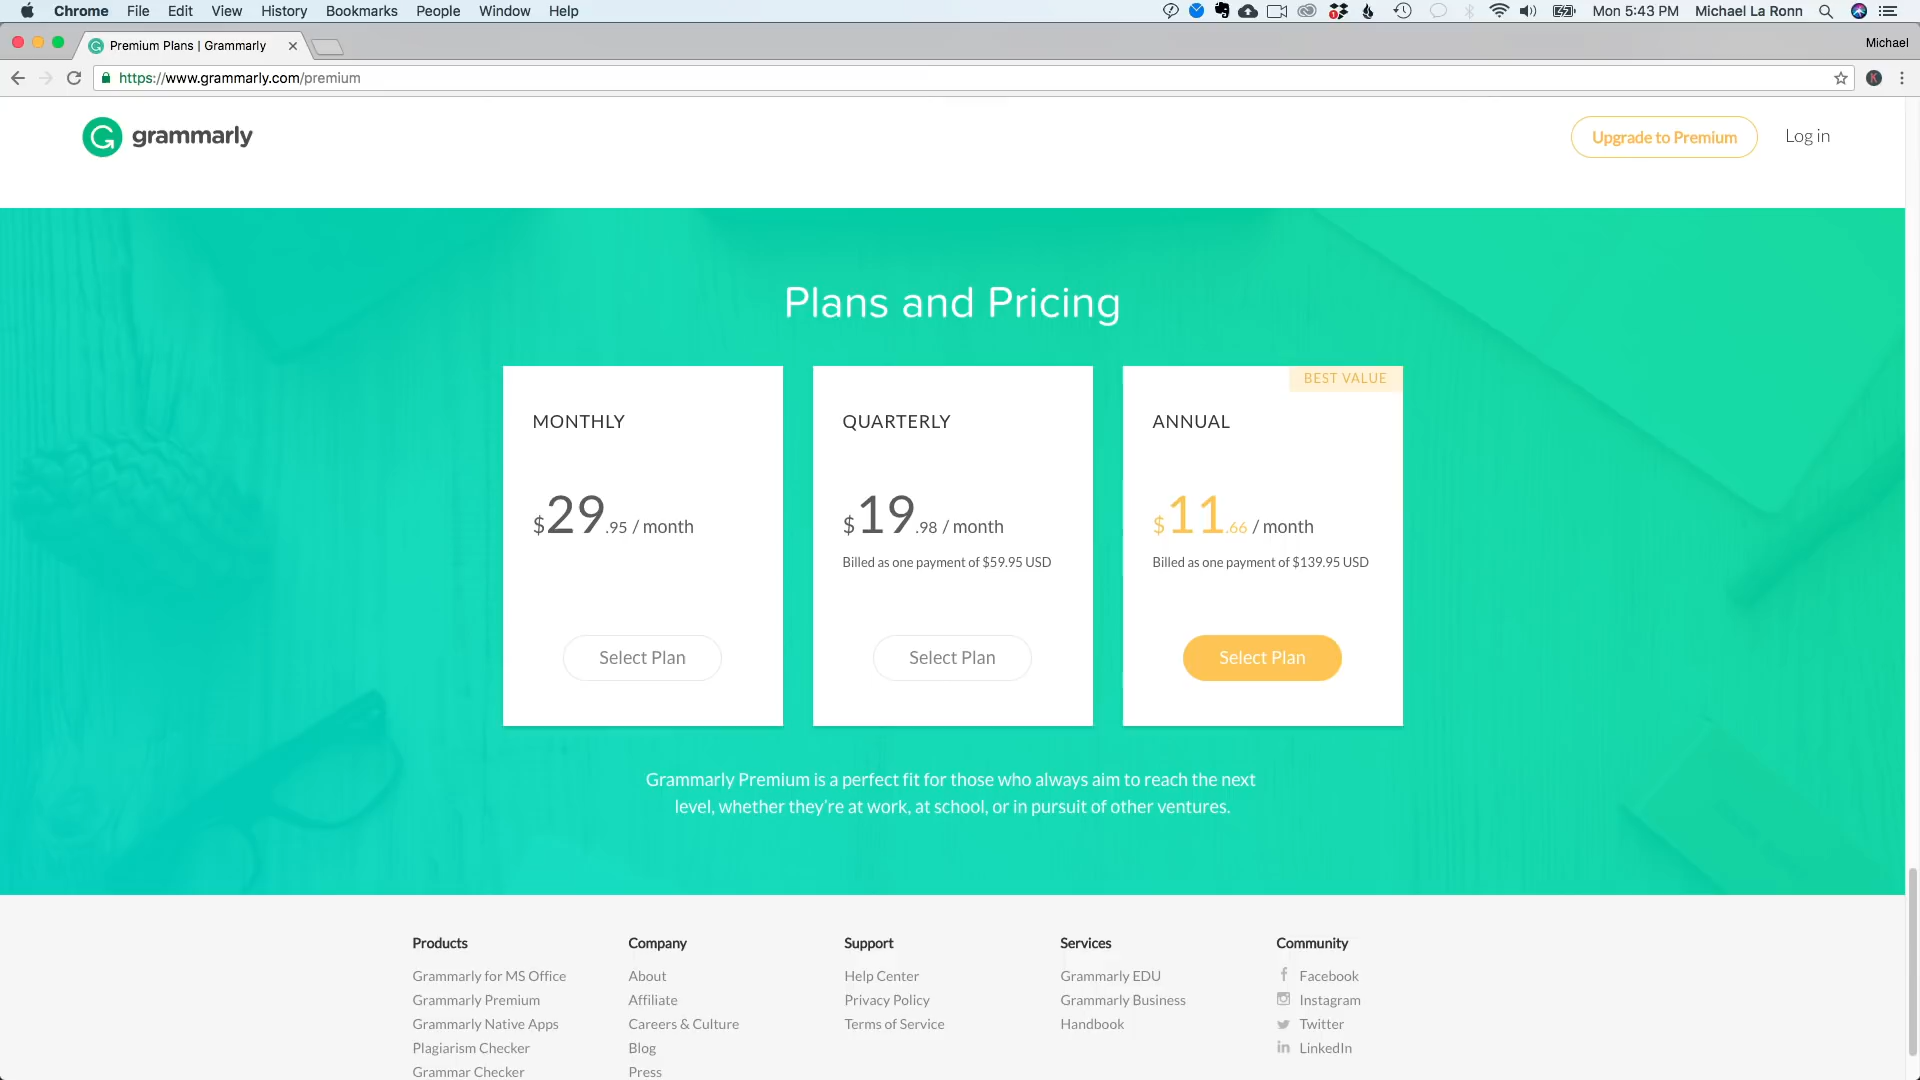 Chrome File Edit View History Bookmarks People Window Help Mon 5:43 PM Michael La Ronn
Premium Plans | Grammarly Michael
https://www.grammarly.com/premium
grammarly Upgrade to Premium Log in
Plans and Pricing
BEST VALUE
MONTHLY QUARTERLY ANNUAL
$29.95 / month $19.98 / month $11.66 / month
Billed as one payment of $59.95 USD Billed as one payment of $139.95 USD
Select Plan Select Plan Select Plan
Grammarly Premium is a perfect fit for those who always aim to reach the next
level, whether they're at work, at school, or in pursuit of other ventures.
Products Company Support Services Community
Grammarly for MS Office About Help Center Grammarly EDU Facebook
Grammarly Premium Affiliate Privacy Policy Grammarly Business Instagram
Grammarly Native Apps Careers & Culture Terms of Service Handbook Twitter
Plagiarism Checker Blog LinkedIn
Grammar Checker Press